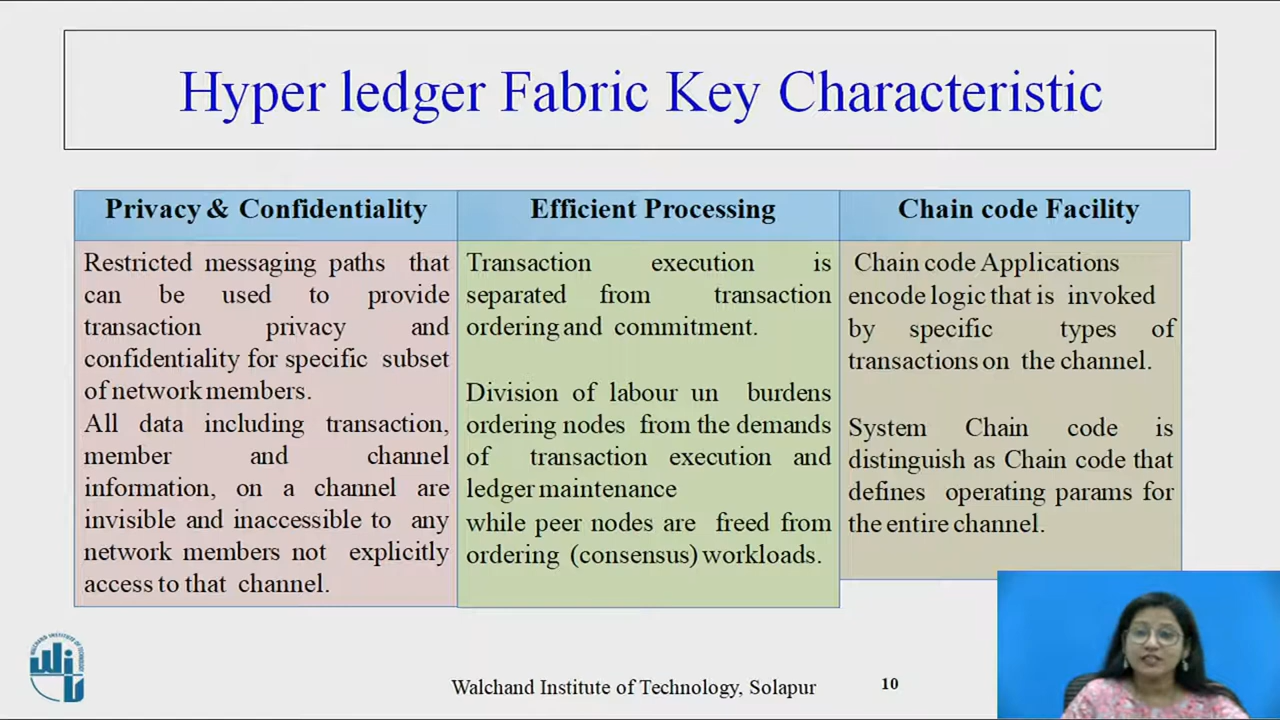 Hyper ledger Fabric Key Characteristic
Privacy & Confidentiality
Restricted messaging paths that
can be used to provide
transaction privacy and
confidentiality for specific subset
of network members.
All data including transaction,
member and channel
information, on a channel are
invisible and inaccessible to any
network members not explicitly
access to that channel.
Efficient Processing
Transaction execution is
separated from transaction
ordering and commitment.
Division of labour un burdens
ordering nodes from the demands
of transaction execution and
ledger maintenance
while peer nodes are freed from
ordering (consensus) workloads.
Chain code Facility
Chain code Applications
encode logic that is invoked
by specific types of
transactions on the channel.
System Chain code is
distinguish as Chain code that
defines operating params for
the entire channel.
WALCHAND INSTITUTE OF TECHNOLOGY
WIT
Walchand Institute of Technology, Solapur
10